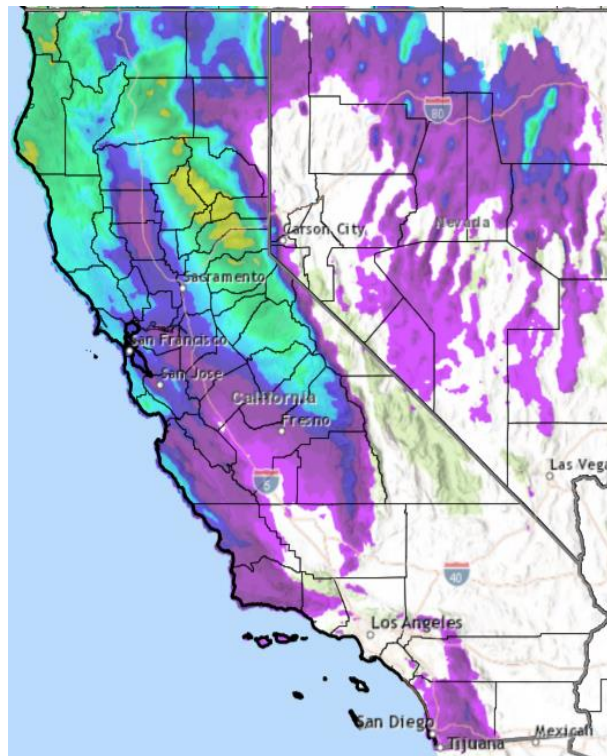 80
Carson City
Nevada
Sacramento
San Francisco
San Jose
California
Fresno
5
Las Vega
40
Los Angeles
San Diego
Tijuana
Mexicali